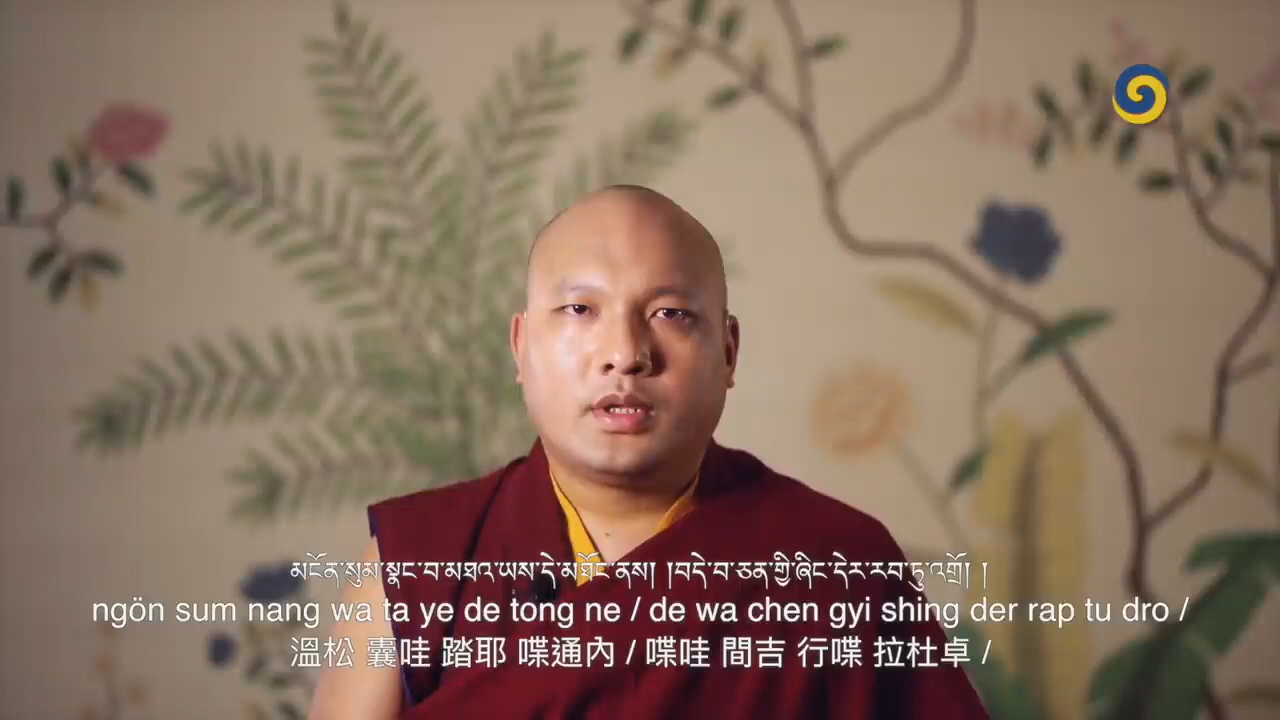 མངོན་སུམ་སྣང་བ་མཐའ་ཡས་དེ་མཐོང་ནས། །བདེ་བ་ཅན་གྱི་ཞིང་དེར་རབ་ཏུ་འགྲོ། །
ngön sum nang wa ta ye de tong ne / de wa chen gyi shing der rap tu dro /
溫松 囊哇 踏耶 喋通內 / 喋哇 間吉 行喋 拉杜卓 /